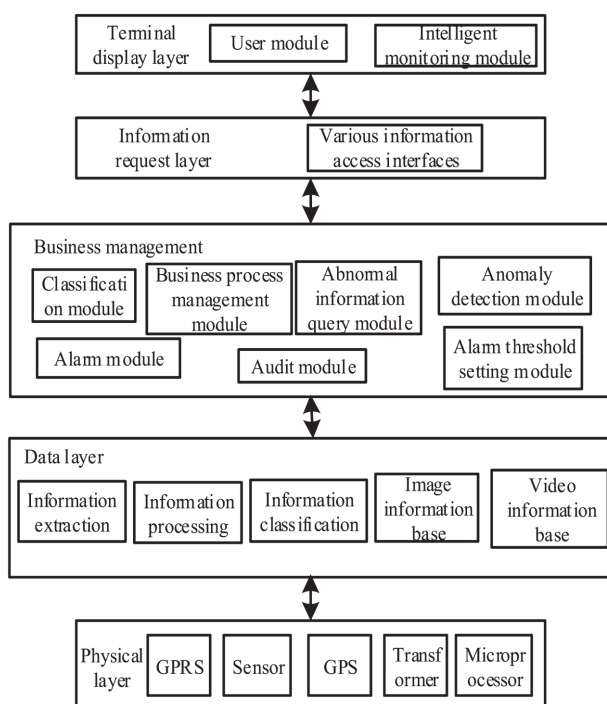 Terminal
display layer
User module
Intelligent
monitoring module
Information
request layer
Various information
access interfaces
Business management
Classificati
on module
Business process
management
module
Abnormal
information
query module
Anomaly
detection module
Alarm module
Audit module
Alarm threshold
setting module
Data layer
Information
extraction
Information
processing
Information
classification
Image
information
base
Video
information
base
Physical
layer
GPRS
Sensor
GPS
Transf
ormer
Micropr
ocessor